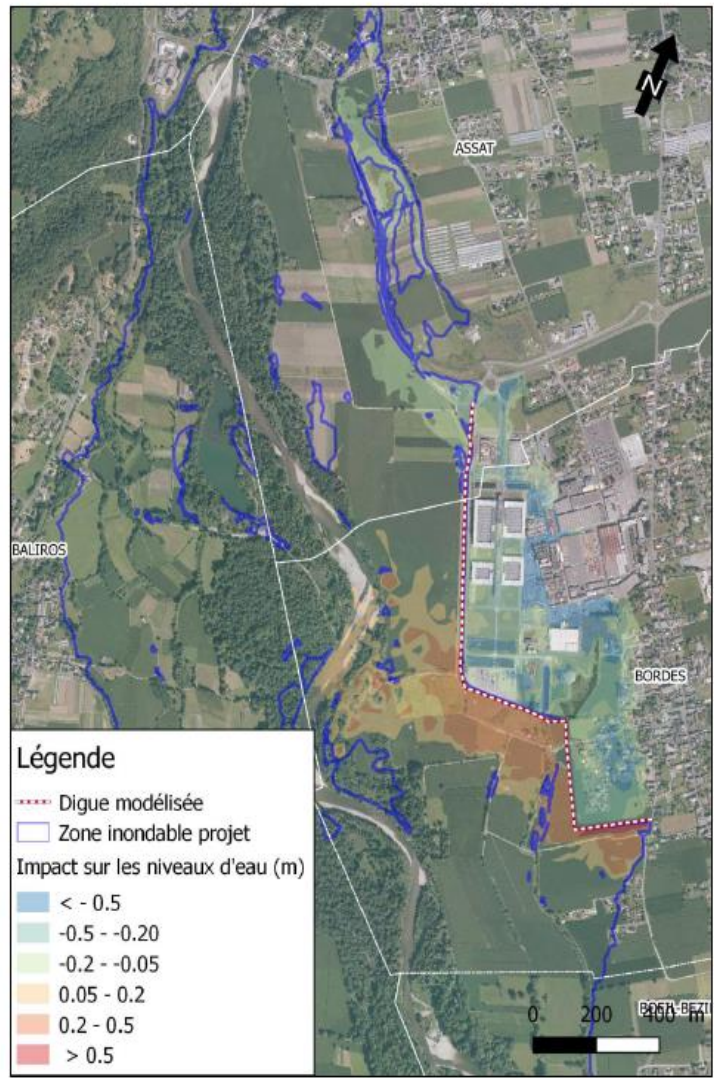 N
ASSAT
BALIROS
BORDES
Légende
Digue modélisée
Zone inondable projet
Impact sur les niveaux d'eau (m)
< - 0.5
-0.5 - -0.20
-0.2 - -0.05
0.05 - 0.2
0.2 - 0.5
> 0.5
0 200 400 m